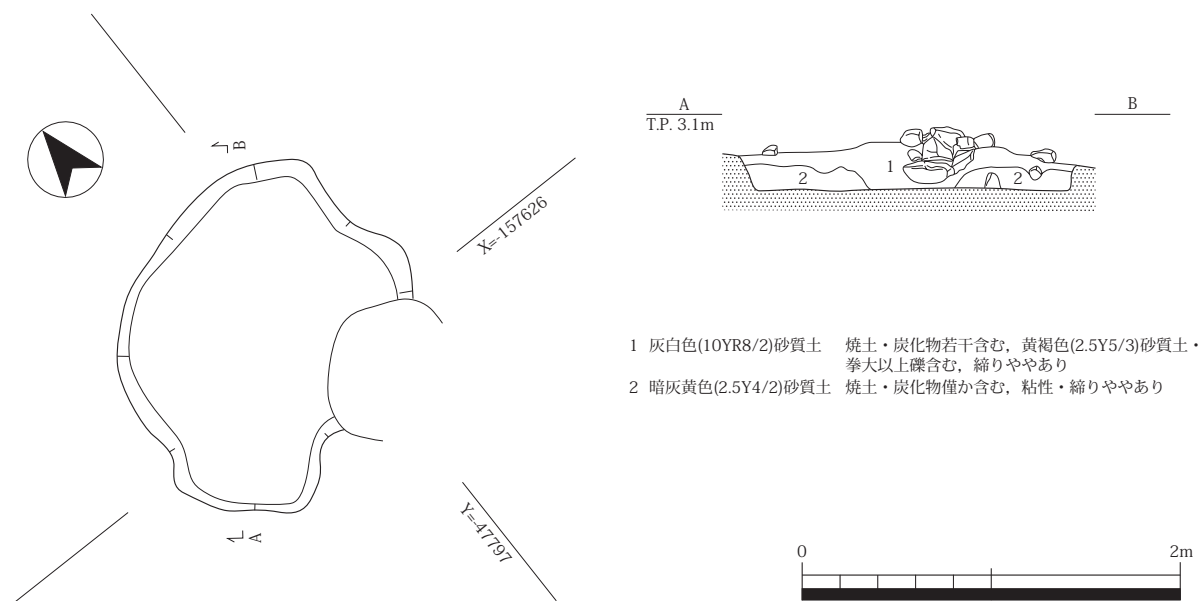 B
X=-157626
Y=-47797
A
A
T.P. 3.1m
B
1
2
2
1 灰白色(10YR8/2)砂質土 焼土・炭化物若干含む，黄褐色(2.5Y5/3)砂質土・
拳大以上礫含む，締りややあり
2 暗灰黄色(2.5Y4/2)砂質土 焼土・炭化物僅か含む，粘性・締りややあり
0
2m